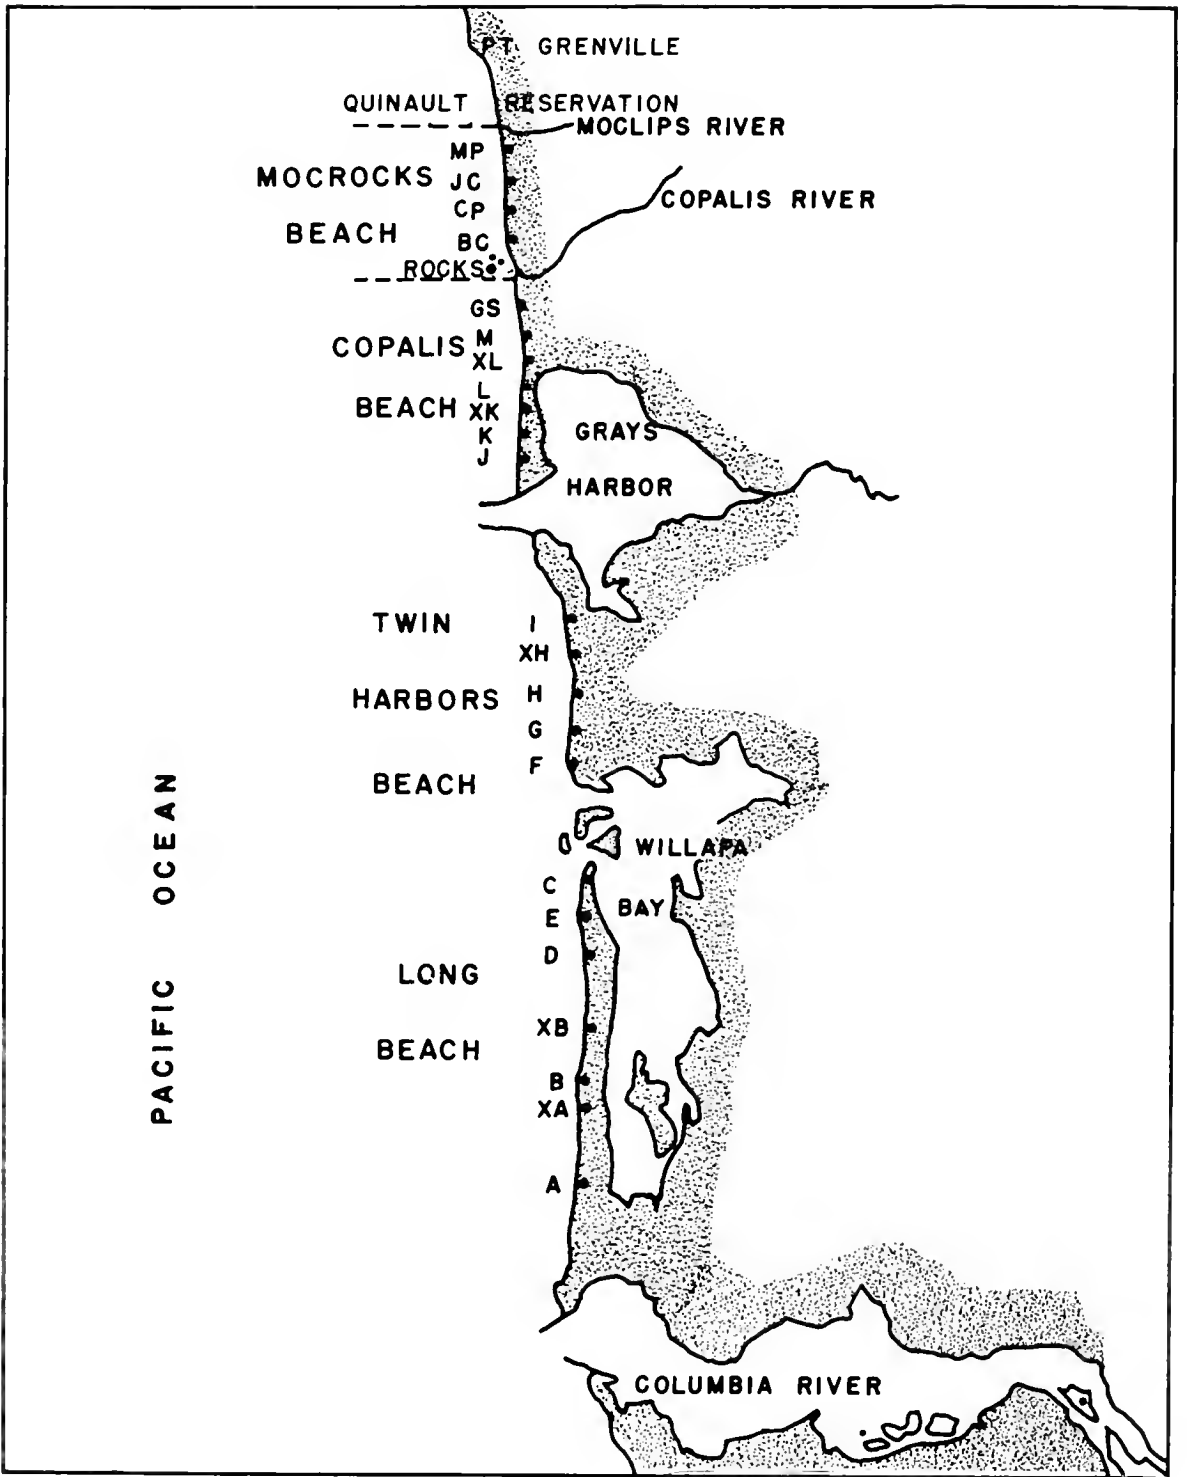 PT GRENVILLE
QUINAULT RESERVATION
MOCLIPS RIVER
MP
MOCROCKS JC
COPALIS RIVER
CP
BEACH
BC
ROCKS
GS
M
COPALIS
XL
L
BEACH XK
GRAYS
K
J
HARBOR
TWIN I
XH
HARBORS H
G
F
BEACH
PACIFIC OCEAN
WILLAPA
C
BAY
E
D
LONG
XB
BEACH
B
XA
A
COLUMBIA RIVER